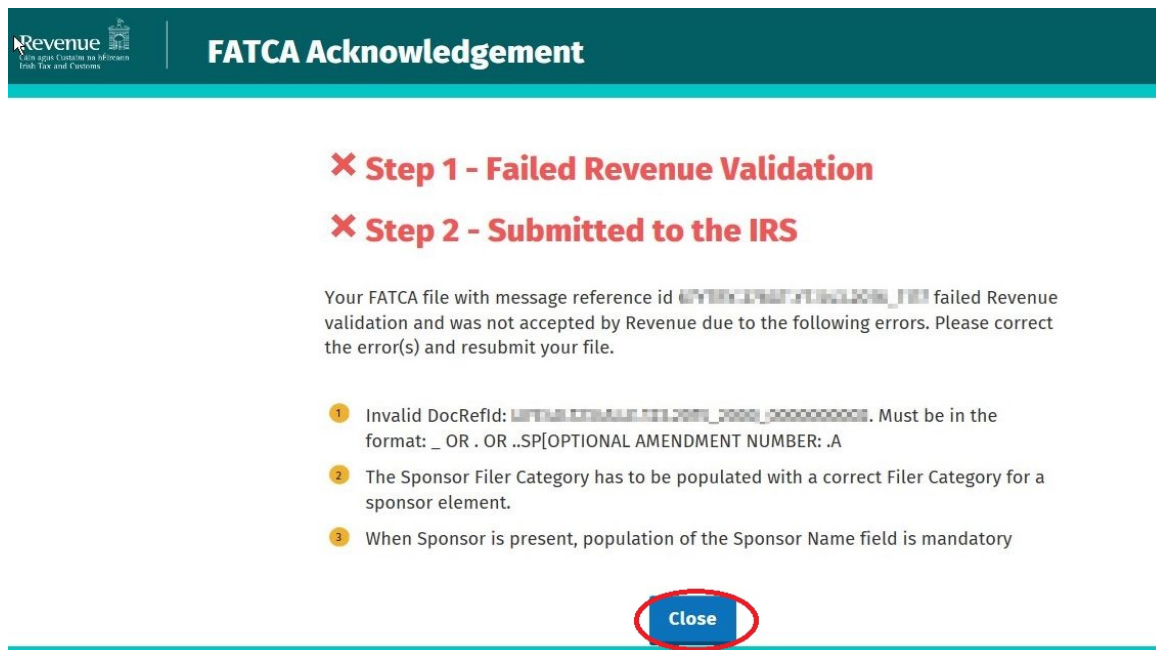 Revenue
Cáin agus Custaim na hÉireann
Irish Tax and Customs
FATCA Acknowledgement
Step 1 - Failed Revenue Validation
Step 2 - Submitted to the IRS
Your FATCA file with message reference id failed Revenue
validation and was not accepted by Revenue due to the following errors. Please correct
the error(s) and resubmit your file.
1 Invalid DocRefId: . Must be in the
format: _ OR . OR ..SP[OPTIONAL AMENDMENT NUMBER: .A
2 The Sponsor Filer Category has to be populated with a correct Filer Category for a
sponsor element.
3 When Sponsor is present, population of the Sponsor Name field is mandatory
Close